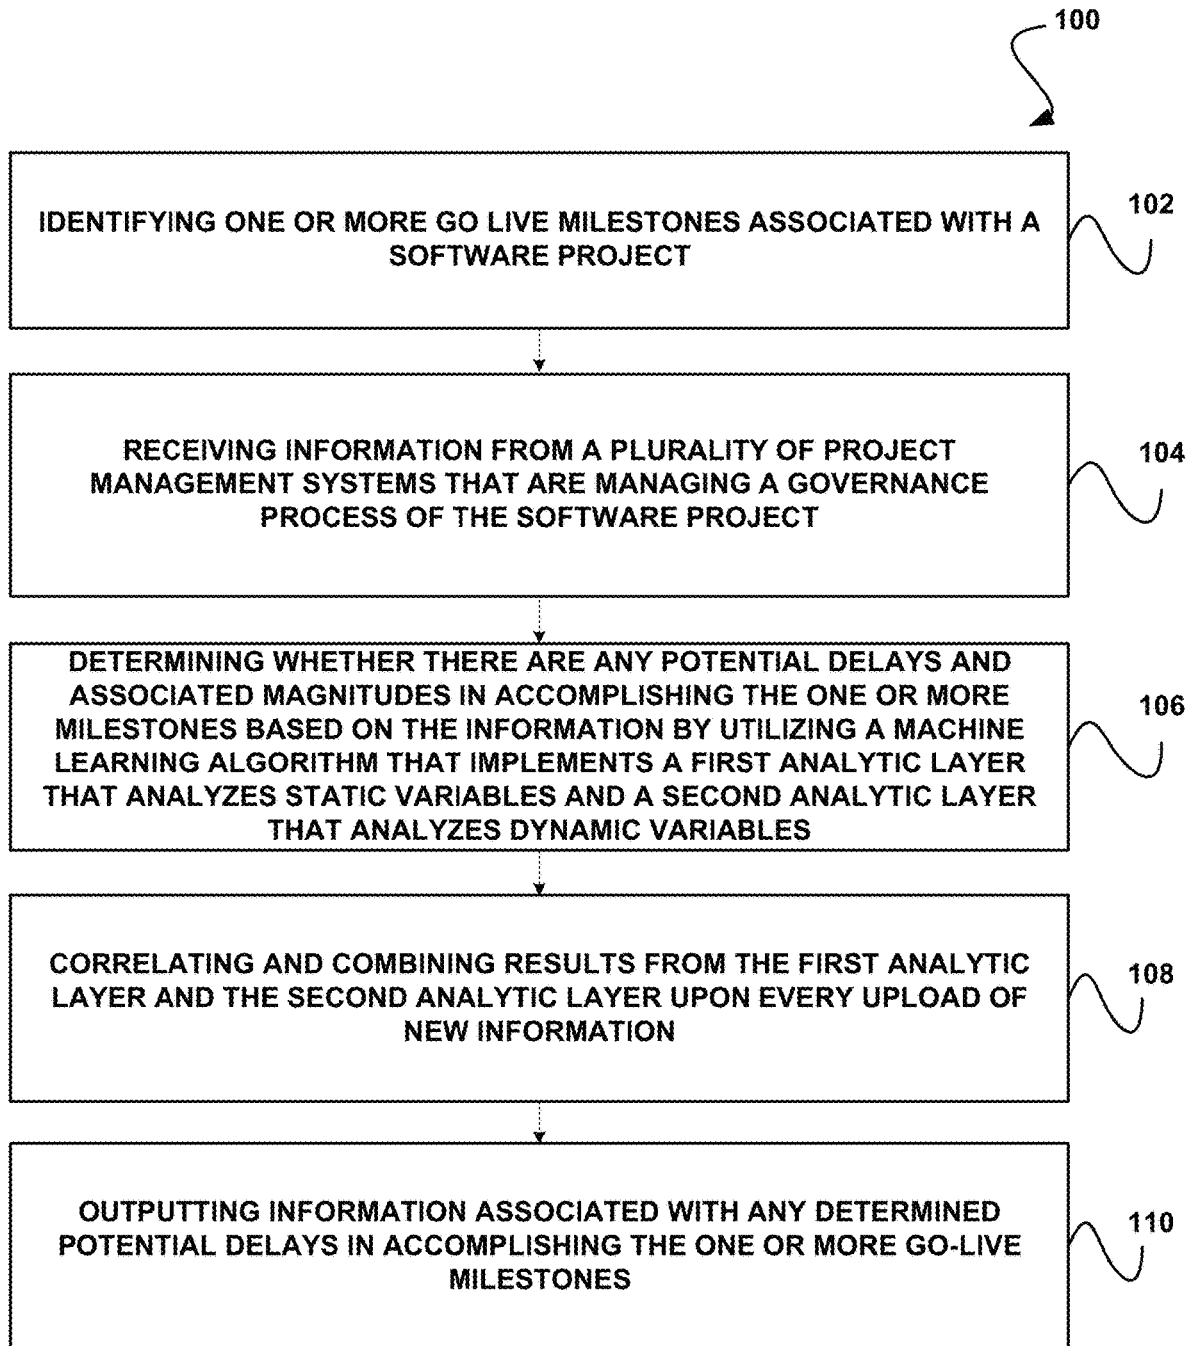 100
IDENTIFYING ONE OR MORE GO LIVE MILESTONES ASSOCIATED WITH A
SOFTWARE PROJECT
102
RECEIVING INFORMATION FROM A PLURALITY OF PROJECT
MANAGEMENT SYSTEMS THAT ARE MANAGING A GOVERNANCE
PROCESS OF THE SOFTWARE PROJECT
104
DETERMINING WHETHER THERE ARE ANY POTENTIAL DELAYS AND
ASSOCIATED MAGNITUDES IN ACCOMPLISHING THE ONE OR MORE
MILESTONES BASED ON THE INFORMATION BY UTILIZING A MACHINE
LEARNING ALGORITHM THAT IMPLEMENTS A FIRST ANALYTIC LAYER
THAT ANALYZES STATIC VARIABLES AND A SECOND ANALYTIC LAYER
THAT ANALYZES DYNAMIC VARIABLES
106
CORRELATING AND COMBINING RESULTS FROM THE FIRST ANALYTIC
LAYER AND THE SECOND ANALYTIC LAYER UPON EVERY UPLOAD OF
NEW INFORMATION
108
OUTPUTTING INFORMATION ASSOCIATED WITH ANY DETERMINED
POTENTIAL DELAYS IN ACCOMPLISHING THE ONE OR MORE GO-LIVE
MILESTONES
110